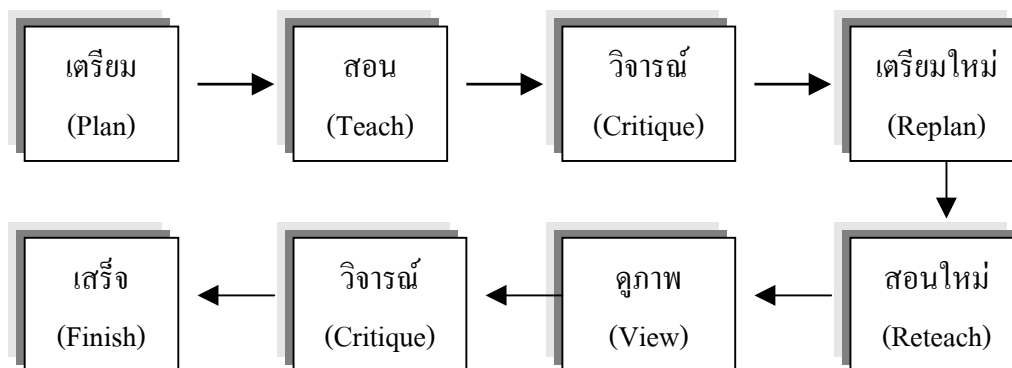 เตรียม
(Plan)
สอน
(Teach)
วิจารณ์
(Critique)
เตรียมใหม่
(Replan)
สอนใหม่
(Reteach)
ดูภาพ
(View)
วิจารณ์
(Critique)
เสร็จ
(Finish)